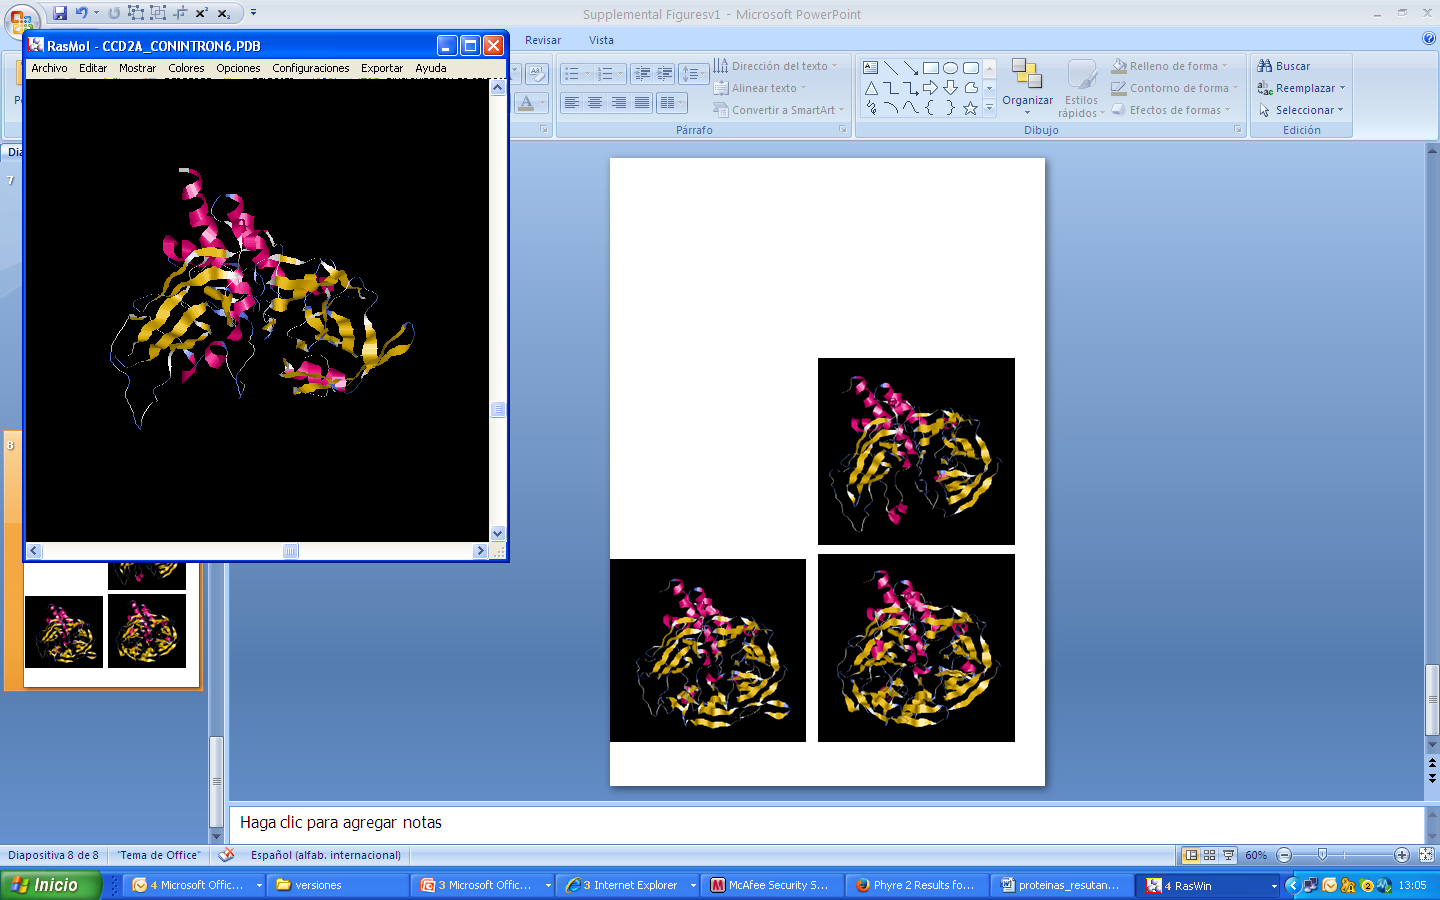 Supplemental Figuresv1 - Microsoft PowerPoint
RasMol - CCD2A_CONINTRON6.PDB
Archivo Editar Mostrar Colores Opciones Configuraciones Exportar Ayuda
Revisar Vista
Dirección del texto
Alinear texto
Convertir a SmartArt
Párrafo
Organizar
Estilos rápidos
Relleno de forma
Contorno de forma
Efectos de formas
Dibujo
Buscar
Reemplazar
Seleccionar
Edición
7
8
Haga clic para agregar notas
Diapositiva 8 de 8 "Tema de Office" Español (alfab. internacional) 60%
Inicio 4 Microsoft Offic... versiones 3 Microsoft Offic... 3 Internet Explorer McAfee Security S... Phyre 2 Results fo... proteinas_resutan... 4 RasWin 13:05